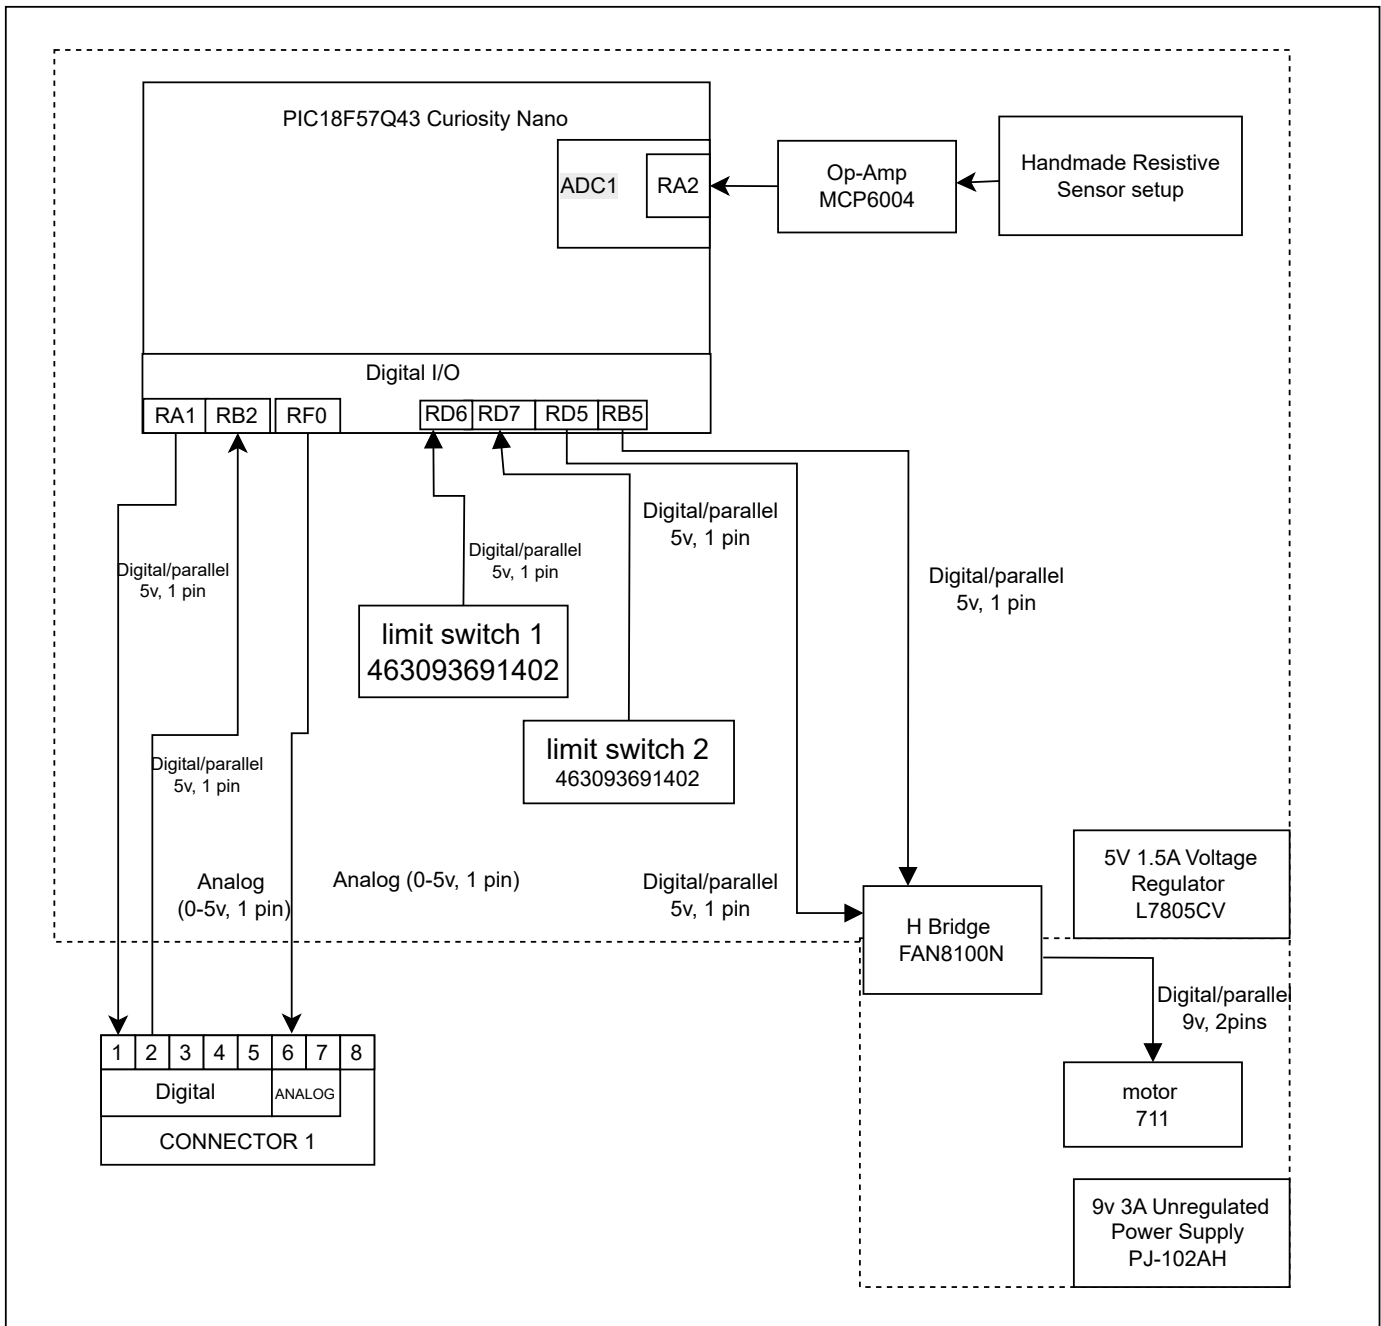 PIC18F57Q43 Curiosity Nano
ADC1
RA2
Op-Amp
MCP6004
Handmade Resistive
Sensor setup
Digital I/O
RA1
RB2
RF0
RD6
RD7
RD5
RB5
Digital/parallel
5v, 1 pin
Digital/parallel
5v, 1 pin
Digital/parallel
5v, 1 pin
Digital/parallel
5v, 1 pin
limit switch 1
463093691402
limit switch 2
463093691402
Digital/parallel
5v, 1 pin
Analog
(0-5v, 1 pin)
Analog (0-5v, 1 pin)
Digital/parallel
5v, 1 pin
5V 1.5A Voltage
Regulator
L7805CV
H Bridge
FAN8100N
Digital/parallel
9v, 2pins
1 2 3 4 5 6 7 8
Digital
ANALOG
CONNECTOR 1
motor
711
9v 3A Unregulated
Power Supply
PJ-102AH